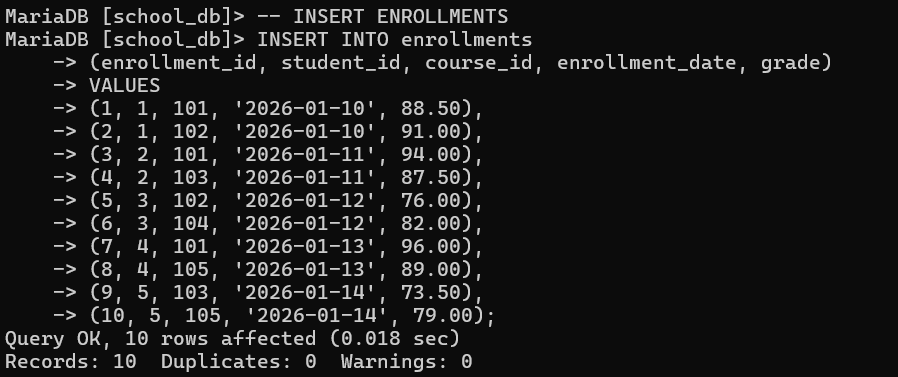 MariaDB [school_db]> -- INSERT ENROLLMENTS
MariaDB [school_db]> INSERT INTO enrollments
    -> (enrollment_id, student_id, course_id, enrollment_date, grade)
    -> VALUES
    -> (1, 1, 101, '2026-01-10', 88.50),
    -> (2, 1, 102, '2026-01-10', 91.00),
    -> (3, 2, 101, '2026-01-11', 94.00),
    -> (4, 2, 103, '2026-01-11', 87.50),
    -> (5, 3, 102, '2026-01-12', 76.00),
    -> (6, 3, 104, '2026-01-12', 82.00),
    -> (7, 4, 101, '2026-01-13', 96.00),
    -> (8, 4, 105, '2026-01-13', 89.00),
    -> (9, 5, 103, '2026-01-14', 73.50),
    -> (10, 5, 105, '2026-01-14', 79.00);
Query OK, 10 rows affected (0.018 sec)
Records: 10  Duplicates: 0  Warnings: 0